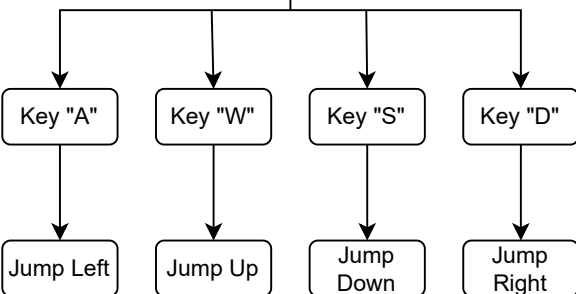 Key "A"
Key "W"
Key "S"
Key "D"
Jump Left
Jump Up
Jump
Down
Jump
Right